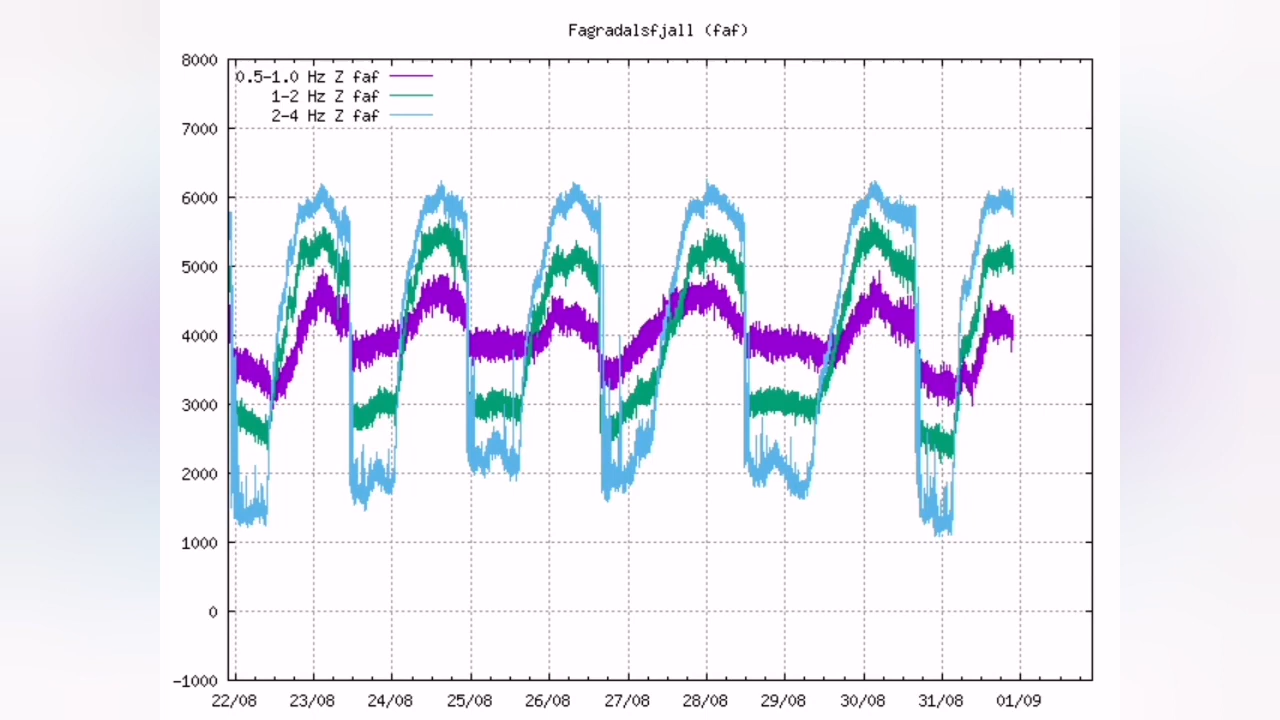 Fagradalsfjall (faf)
8000
7000
6000
5000
4000
3000
2000
1000
0
-1000
0.5-1.0 Hz Z faf
1-2 Hz Z faf
2-4 Hz Z faf
22/08 23/08 24/08 25/08 26/08 27/08 28/08 29/08 30/08 31/08 01/09